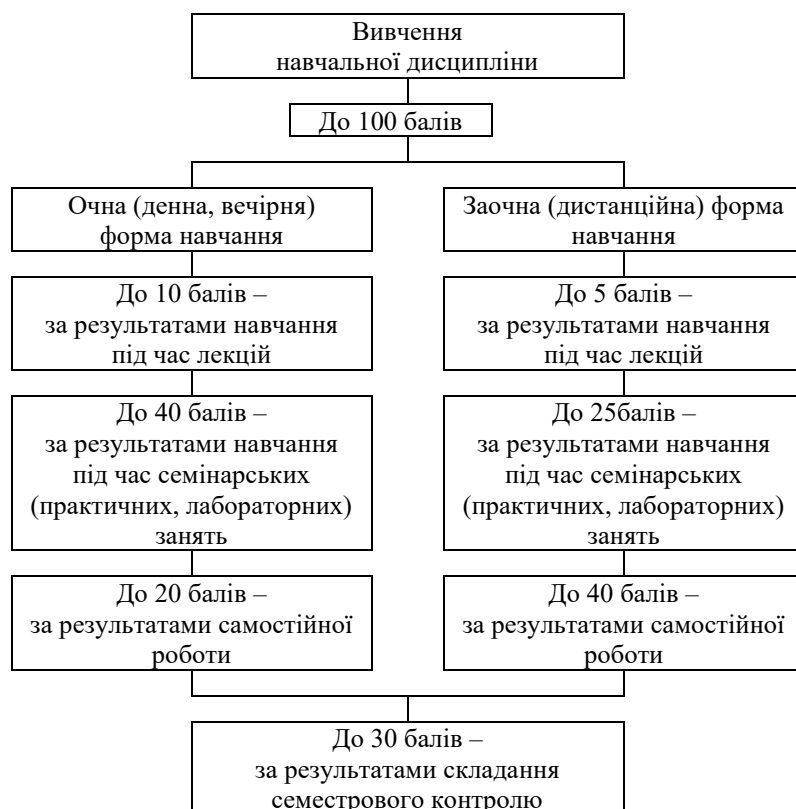 Вивчення
навчальної дисципліни
До 100 балів
Очна (денна, вечірня)
форма навчання
До 10 балів –
за результатами навчання
під час лекцій
До 40 балів –
за результатами навчання
під час семінарських
(практичних, лабораторних)
занять
До 20 балів –
за результатами самостійної
роботи
Заочна (дистанційна) форма
навчання
До 5 балів –
за результатами навчання
під час лекцій
До 25балів –
за результатами навчання
під час семінарських
(практичних, лабораторних)
занять
До 40 балів –
за результатами самостійної
роботи
До 30 балів –
за результатами складання
семестрового контролю